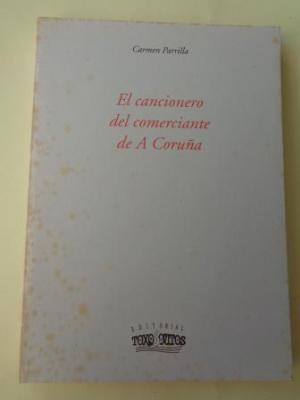 Carmen Parrilla
El cancionero
del comerciante
de A Coruña
EDITORIAL
TOXOSOUTOS